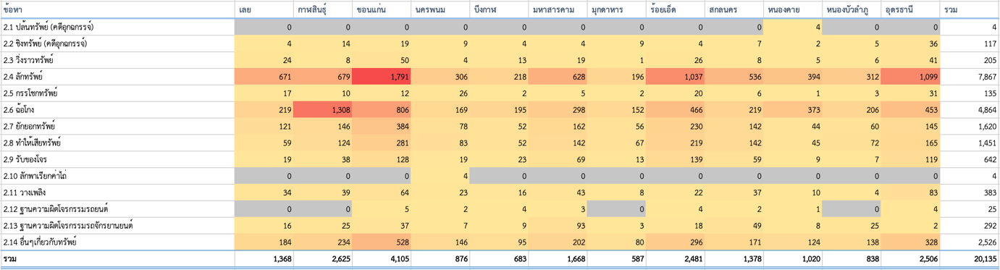 ข้อหา เลย กาฬสินธุ์ ขอนแก่น นครพนม บึงกาฬ มหาสารคาม มุกดาหาร ร้อยเอ็ด สกลนคร หนองคาย หนองบัวลำภู อุดรธานี รวม
2.1 ปล้นทรัพย์ (คดีอุกฉกรรจ์) 0 0 0 0 0 0 0 0 0 4 0 0 4
2.2 ชิงทรัพย์ (คดีอุกฉกรรจ์) 4 14 19 9 4 4 9 4 7 2 5 36 117
2.3 วิ่งราวทรัพย์ 24 8 50 4 13 19 1 26 8 5 6 41 205
2.4 ลักทรัพย์ 671 679 1,791 306 218 628 196 1,037 536 394 312 1,099 7,867
2.5 กรรโชกทรัพย์ 17 10 12 26 2 5 2 20 6 1 3 31 135
2.6 ฉ้อโกง 219 1,308 806 169 195 298 152 466 219 373 206 453 4,864
2.7 ยักยอกทรัพย์ 121 146 384 78 52 162 56 230 142 44 60 145 1,620
2.8 ทำให้เสียทรัพย์ 59 124 281 83 52 142 67 219 142 45 72 165 1,451
2.9 รับของโจร 19 38 128 19 23 69 13 139 59 9 7 119 642
2.10 ลักพาเรียกค่าไถ่ 0 0 0 4 0 0 0 0 0 0 0 0 4
2.11 วางเพลิง 34 39 64 23 16 43 8 22 37 10 4 83 383
2.12 ฐานความผิดโจรกรรมรถยนต์ 0 0 5 2 4 3 0 4 2 1 0 4 25
2.13 ฐานความผิดโจรกรรมรถจักรยานยนต์ 16 25 37 7 9 93 3 18 49 8 25 2 292
2.14 อื่นๆเกี่ยวกับทรัพย์ 184 234 528 146 95 202 80 296 171 124 138 328 2,526
รวม 1,368 2,625 4,105 876 683 1,668 587 2,481 1,378 1,020 838 2,506 20,135